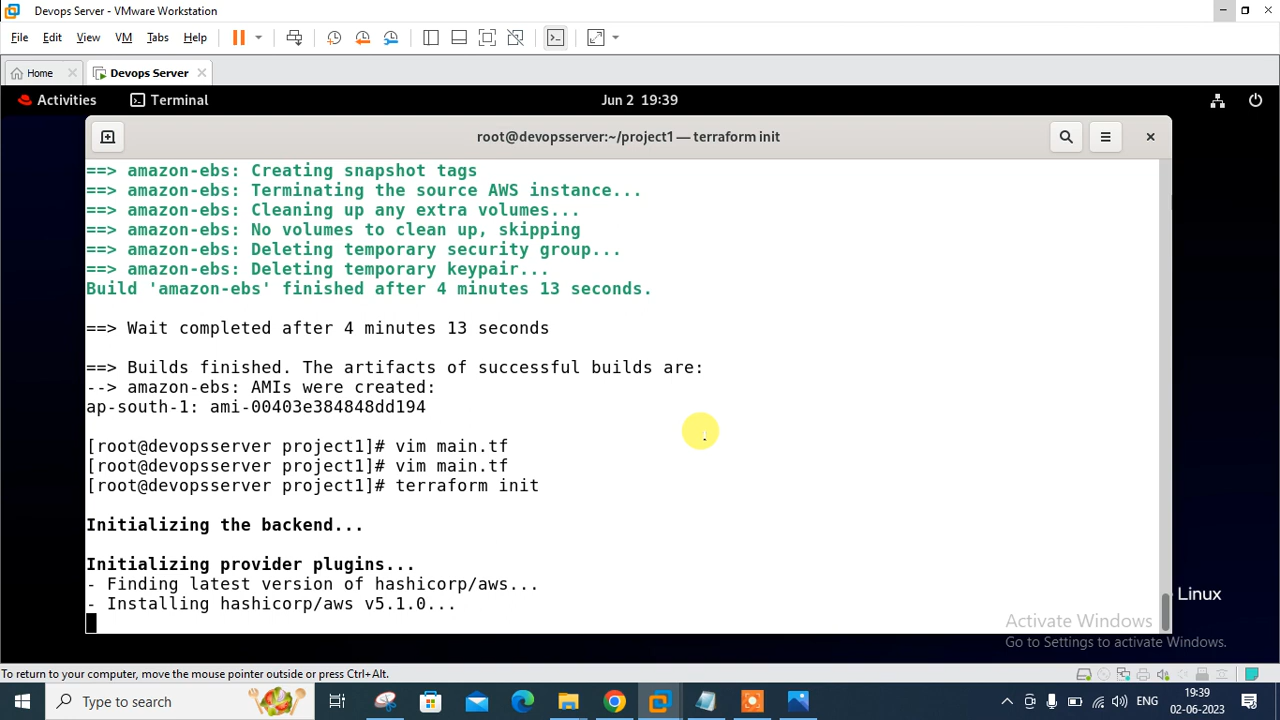 Devops Server - VMware Workstation
File Edit View VM Tabs Help
Home Devops Server
Activities Terminal Jun 2 19:39
root@devopsserver:~/project1 — terraform init
==> amazon-ebs: Creating snapshot tags
==> amazon-ebs: Terminating the source AWS instance...
==> amazon-ebs: Cleaning up any extra volumes...
==> amazon-ebs: No volumes to clean up, skipping
==> amazon-ebs: Deleting temporary security group...
==> amazon-ebs: Deleting temporary keypair...
Build 'amazon-ebs' finished after 4 minutes 13 seconds.
==> Wait completed after 4 minutes 13 seconds
==> Builds finished. The artifacts of successful builds are:
--> amazon-ebs: AMIs were created:
ap-south-1: ami-00403e384848dd194
[root@devopsserver project1]# vim main.tf
[root@devopsserver project1]# vim main.tf
[root@devopsserver project1]# terraform init
Initializing the backend...
Initializing provider plugins...
- Finding latest version of hashicorp/aws...
- Installing hashicorp/aws v5.1.0...
Linux
Activate Windows
Go to Settings to activate Windows.
To return to your computer, move the mouse pointer outside or press Ctrl+Alt.
Type to search
ENG
19:39
02-06-2023